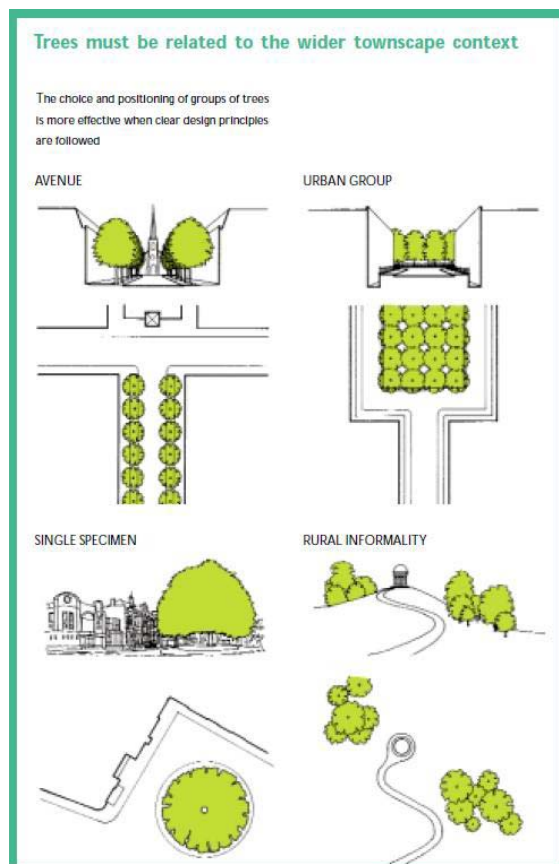 Trees must be related to the wider townscape context
The choice and positioning of groups of trees
is more effective when clear design principles
are followed
AVENUE
URBAN GROUP
SINGLE SPECIMEN
RURAL INFORMALITY